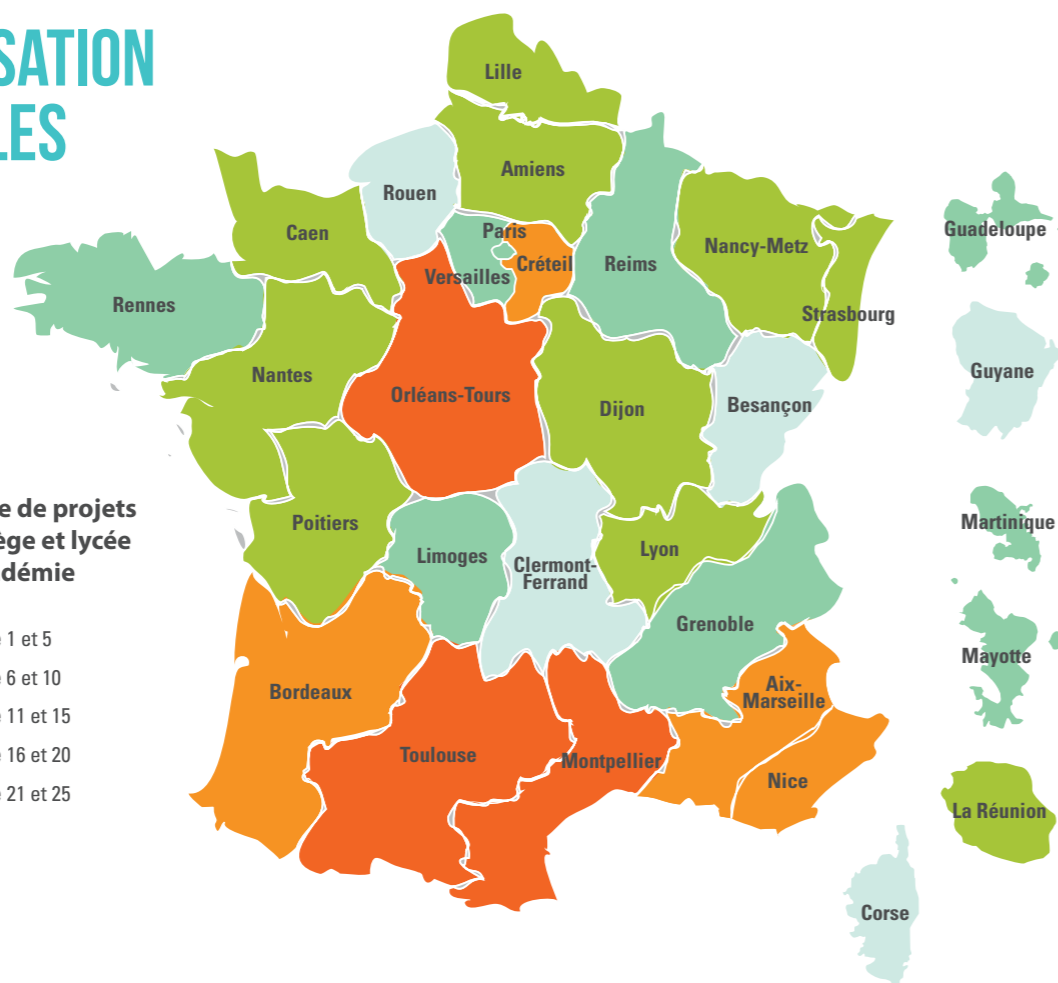 SATION
LES
Lille
Amiens
Rouen
Caen
Paris
Versailles
Créteil
Reims
Nancy-Metz
Strasbourg
Rennes
Nantes
Orléans-Tours
Dijon
Besançon
Poitiers
Limoges
Clermont-
Ferrand
Lyon
Grenoble
Bordeaux
Aix-
Marseille
Toulouse
Montpellier
Nice
Corse
Guadeloupe
Guyane
Martinique
Mayotte
La Réunion
e de projets
ège et lycée
démie
1 et 5
6 et 10
11 et 15
16 et 20
21 et 25